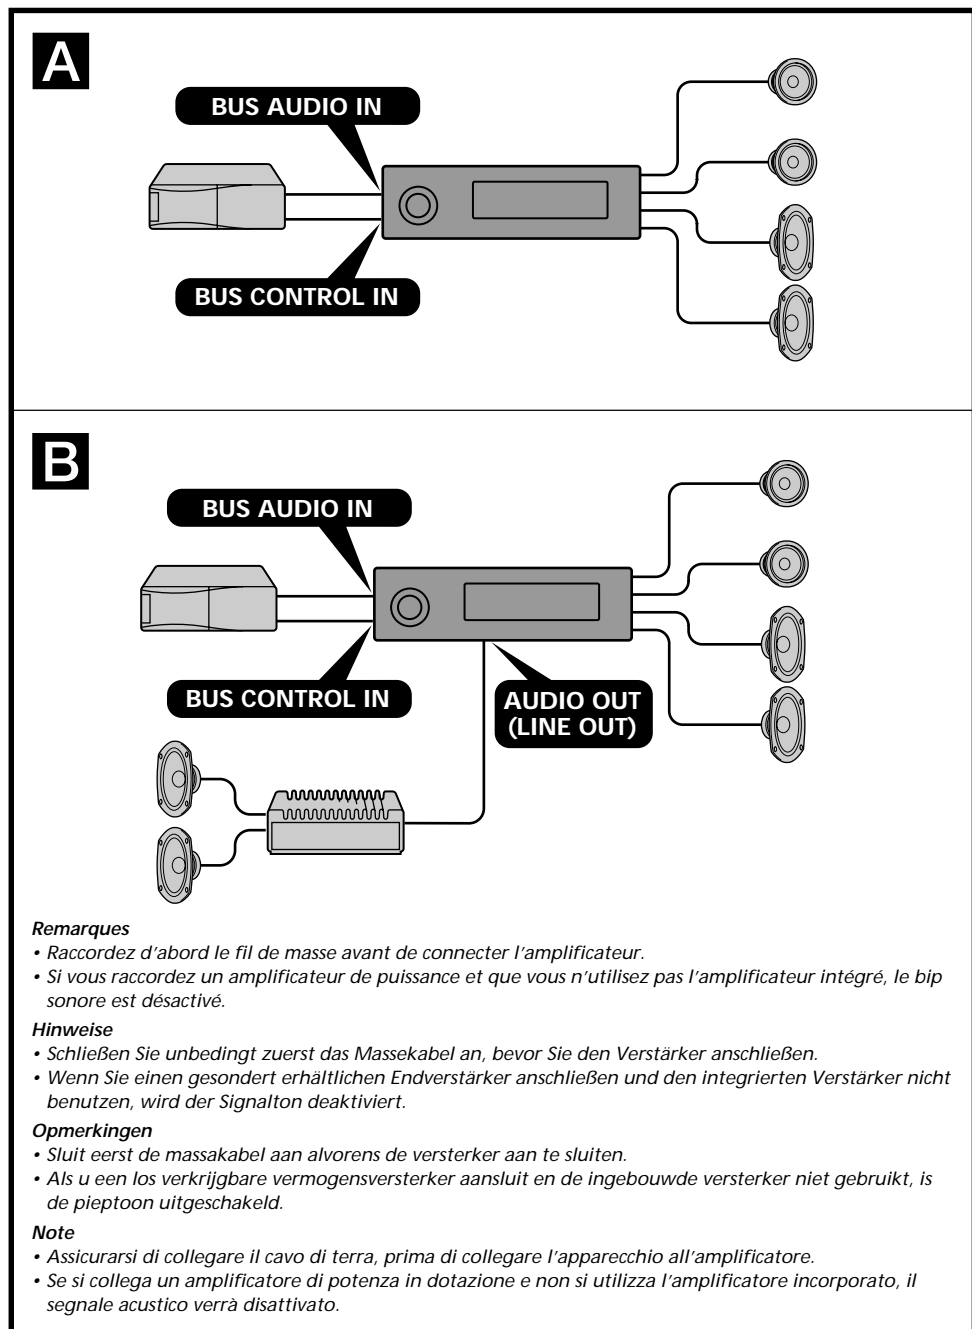 A
BUS AUDIO IN
BUS CONTROL IN
B
BUS AUDIO IN
BUS CONTROL IN
AUDIO OUT
(LINE OUT)
Remarques
• Raccordez d’abord le fil de masse avant de connecter l’amplificateur.
• Si vous raccordez un amplificateur de puissance et que vous n’utilisez pas l’amplificateur intégré, le bip
sonore est désactivé.
Hinweise
• Schließen Sie unbedingt zuerst das Massekabel an, bevor Sie den Verstärker anschließen.
• Wenn Sie einen gesondert erhältlichen Endverstärker anschließen und den integrierten Verstärker nicht
benutzen, wird der Signalton deaktiviert.
Opmerkingen
• Sluit eerst de massakabel aan alvorens de versterker aan te sluiten.
• Als u een los verkrijgbare vermogensversterker aansluit en de ingebouwde versterker niet gebruikt, is
de pieptoon uitgeschakeld.
Note
• Assicurarsi di collegare il cavo di terra, prima di collegare l’apparecchio all’amplificatore.
• Se si collega un amplificatore di potenza in dotazione e non si utilizza l’amplificatore incorporato, il
segnale acustico verrà disattivato.